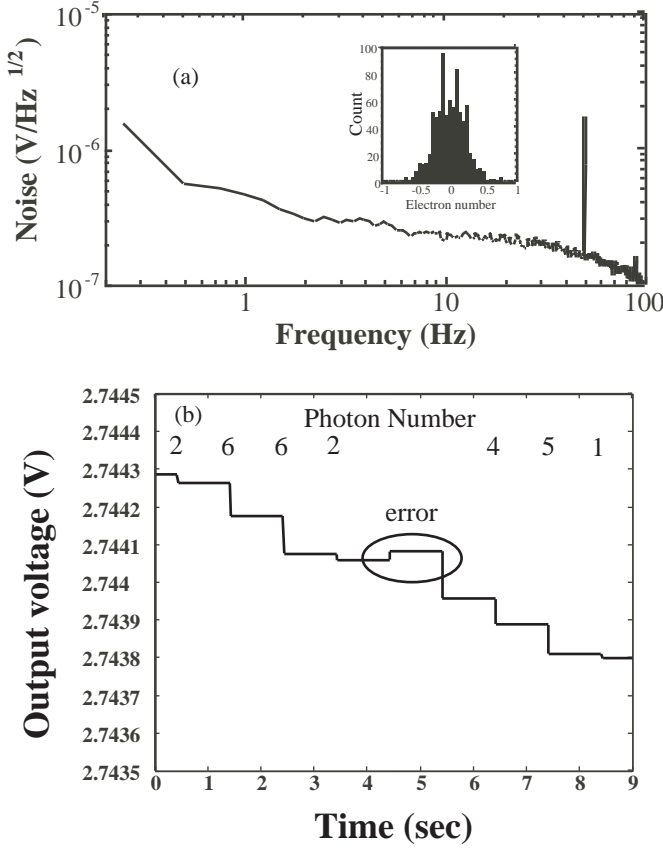 10^-5
10^-6
10^-7
Noise (V/Hz ^1/2)
(a)
100
80
60
40
20
0
Count
-1 -0.5 0 0.5 1
Electron number
1 10 100
Frequency (Hz)
2.7445
2.7444
2.7443
2.7442
2.7441
2.744
2.7439
2.7438
2.7437
2.7436
2.7435
Output voltage (V)
(b)
Photon Number
2 6 6 2 4 5 1
error
0 1 2 3 4 5 6 7 8 9
Time (sec)